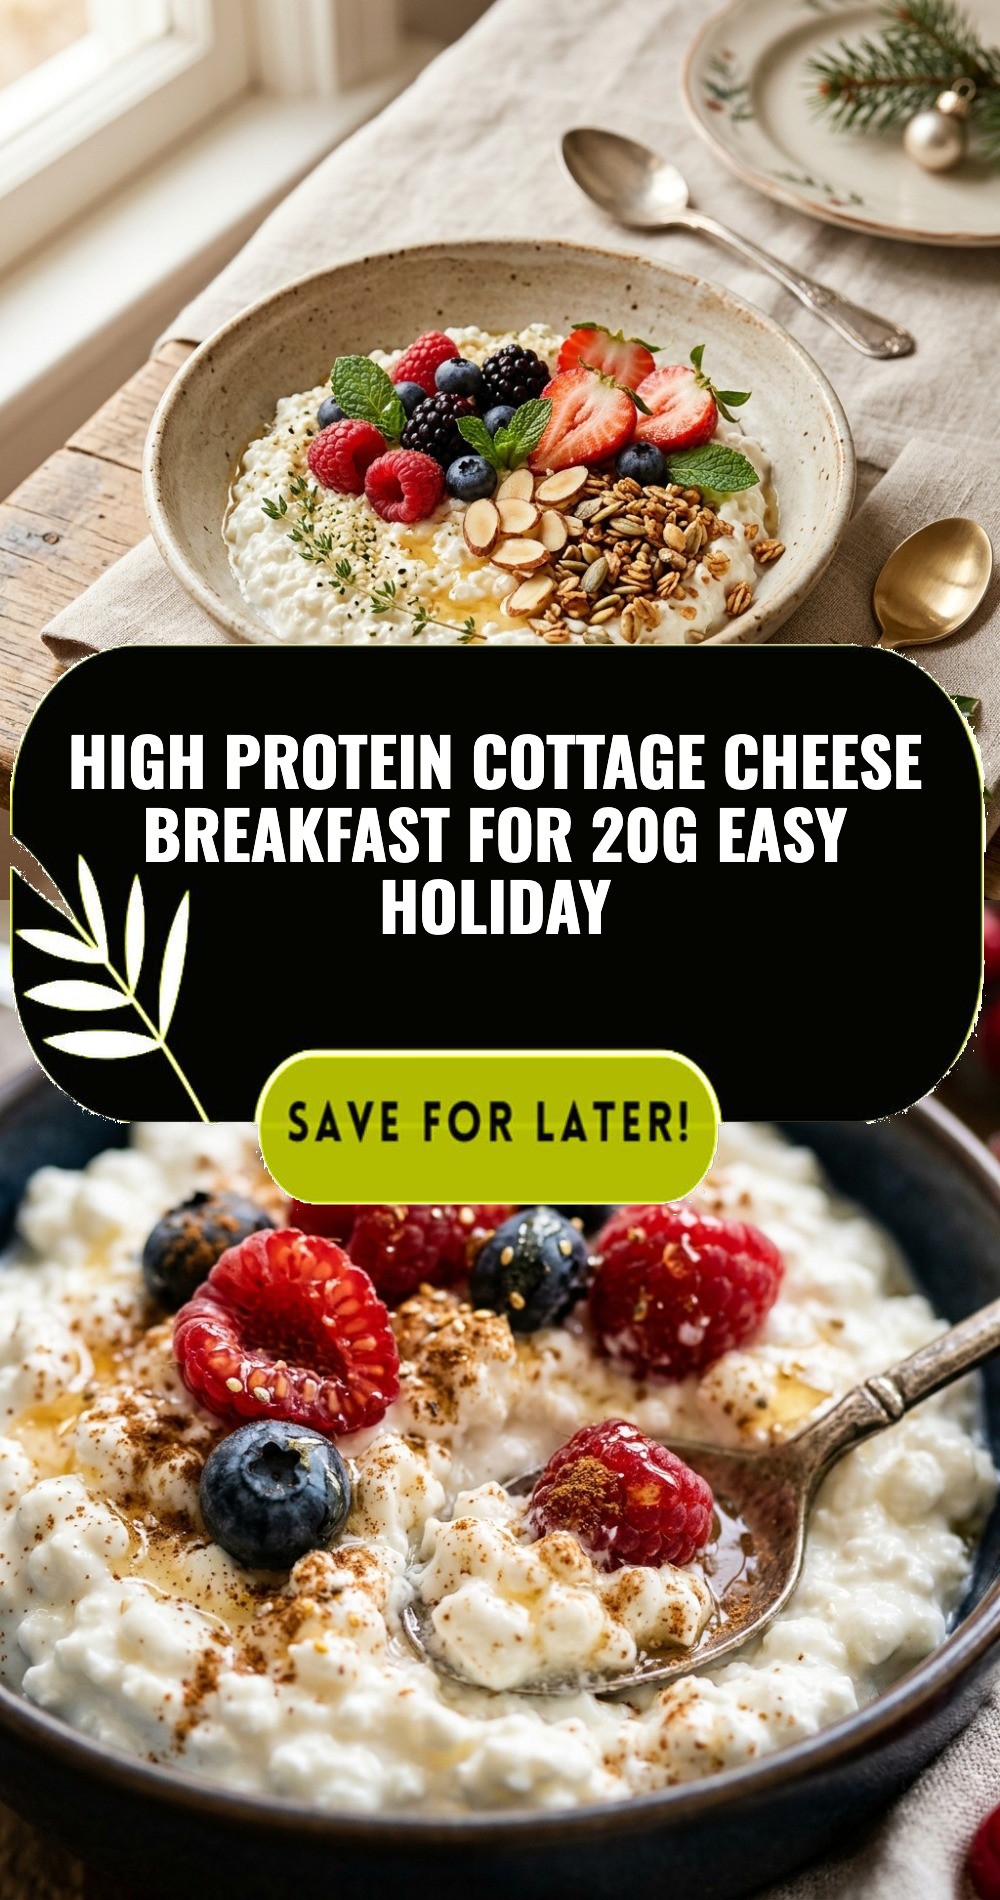 HIGH PROTEIN COTTAGE CHEESE
BREAKFAST FOR 20G EASY
HOLIDAY
SAVE FOR LATER!